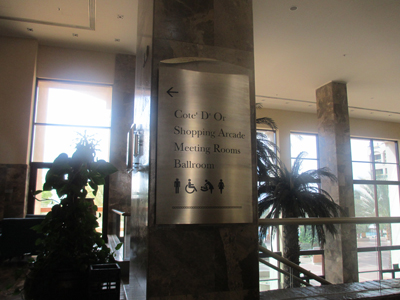 Cote' D' Or
Shopping Arcade
Meeting Rooms
Ballroom